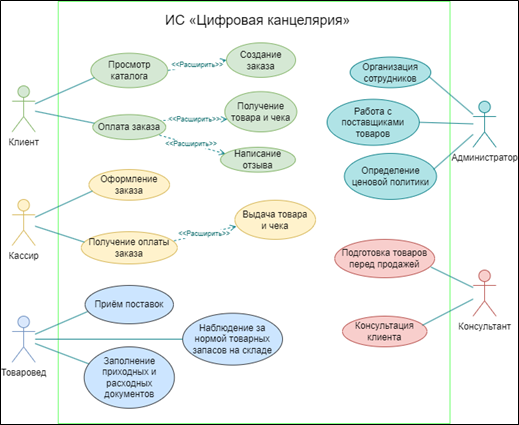 ИС «Цифровая канцелярия»
Просмотр
каталога
<<Расширить>>
Создание
заказа
Клиент
Оплата заказа
<<Расширить>>
Получение
товара и чека
<<Расширить>>
Написание
отзыва
Организация
сотрудников
Работа с
поставщиками
товаров
Определение
ценовой политики
Администратор
Оформление
заказа
Кассир
Получение оплаты
заказа
<<Расширить>>
Выдача товара
и чека
Подготовка товаров
перед продажей
Консультация
клиента
Консультант
Приём поставок
Товаровед
Наблюдение за
нормой товарных
запасов на складе
Заполнение
приходных и
расходных
документов